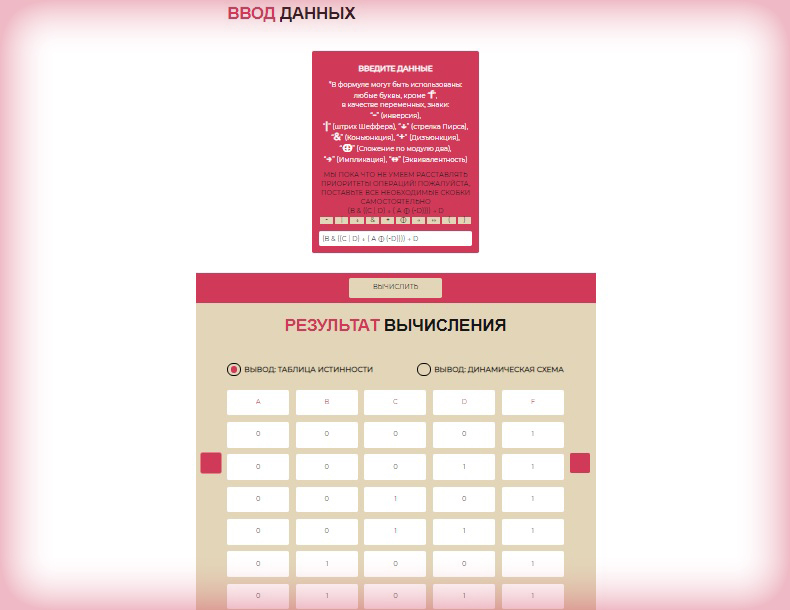 ВВОД ДАННЫХ
ВВЕДИТЕ ДАННЫЕ
*В формуле могут быть использованы:
любые буквы, кроме "↑",
в качестве переменных, знаки:
"¬" (инверсия),
"|" (штрих Шеффера), "↓" (стрелка Пирса),
"&" (Конъюнкция), "+" (Дизъюнкция),
"⊕" (Сложение по модулю два),
"→" (Импликация), "↔" (Эквивалентность)
МЫ ПОКА ЧТО НЕ УМЕЕМ РАССТАВЛЯТЬ
ПРИОРИТЕТЫ ОПЕРАЦИЙ! ПОЖАЛУЙСТА,
ПОСТАВЬТЕ ВСЕ НЕОБХОДИМЫЕ СКОБКИ
САМОСТОЯТЕЛЬНО
(B & ((C | D) ↓ ( A ⊕ (¬D)))) + D
¬ | ↓ & + ⊕ → ↔ ( )
(B & ((C | D) ↓ ( A ⊕ (¬D)))) + D
ВЫЧИСЛИТЬ
РЕЗУЛЬТАТ ВЫЧИСЛЕНИЯ
ВЫВОД: ТАБЛИЦА ИСТИННОСТИ ВЫВОД: ДИНАМИЧЕСКАЯ СХЕМА
A B C D F
0 0 0 0 1
0 0 0 1 1
0 0 1 0 1
0 0 1 1 1
0 1 0 0 1
0 1 0 1 1